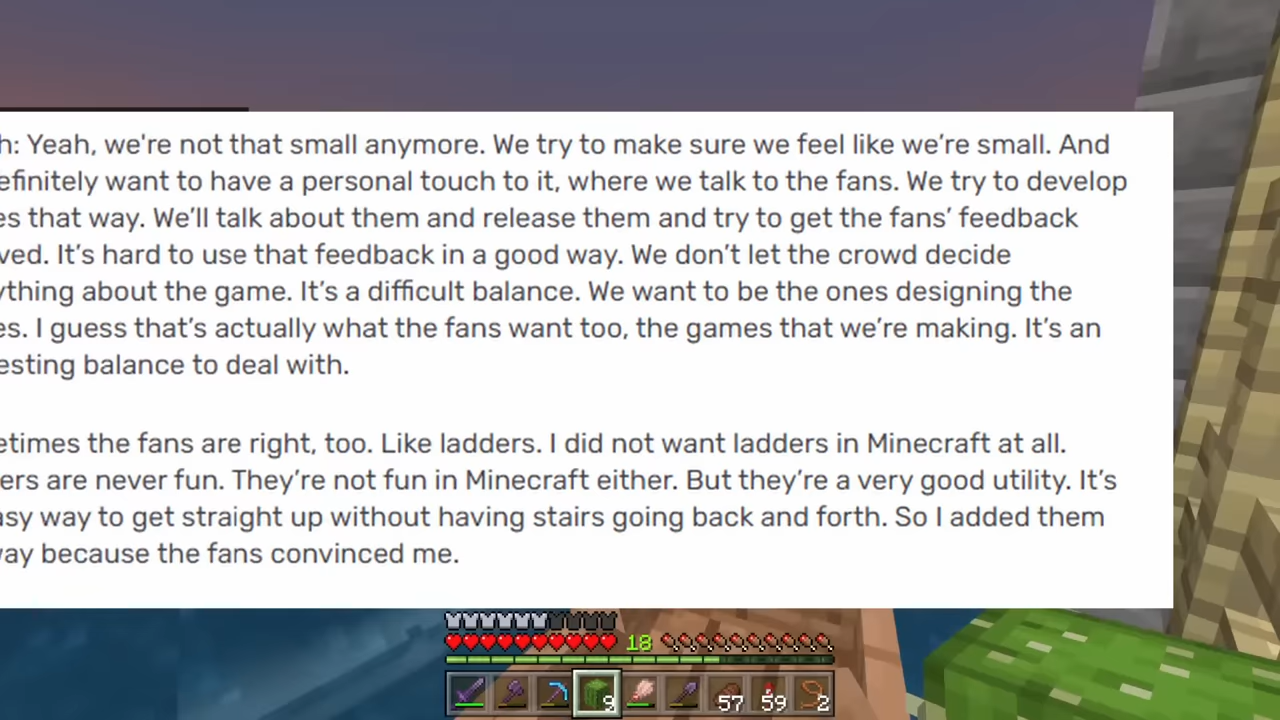 h: Yeah, we're not that small anymore. We try to make sure we feel like we’re small. And
efinitely want to have a personal touch to it, where we talk to the fans. We try to develop
es that way. We’ll talk about them and release them and try to get the fans’ feedback
ved. It’s hard to use that feedback in a good way. We don’t let the crowd decide
ything about the game. It’s a difficult balance. We want to be the ones designing the
es. I guess that’s actually what the fans want too, the games that we’re making. It’s an
esting balance to deal with.
etimes the fans are right, too. Like ladders. I did not want ladders in Minecraft at all.
ers are never fun. They’re not fun in Minecraft either. But they’re a very good utility. It’s
asy way to get straight up without having stairs going back and forth. So I added them
way because the fans convinced me.
18
9 57 59 2